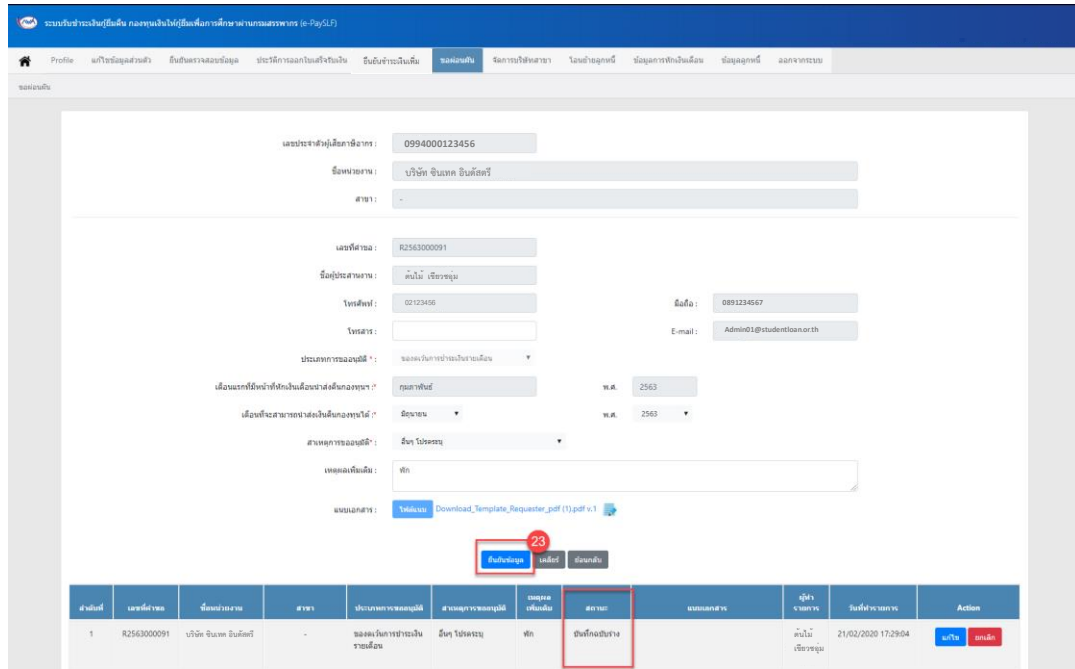 ระบบรับชำระเงินกู้ยืมคืน กองทุนเงินให้กู้ยืมเพื่อการศึกษาผ่านกรมสรรพากร (e-PaySLF)
Profile แก้ไขข้อมูลส่วนตัว ยืนยันตรวจสอบข้อมูล ประวัติการออกใบเสร็จรับเงิน ยืนยันชำระเงินเพิ่ม ขอผ่อนผัน จัดการบริษัทสาขา โอนย้ายลูกหนี้ ข้อมูลการหักเงินเดือน ข้อมูลลูกหนี้ ออกจากระบบ
ขอผ่อนผัน
เลขประจำตัวผู้เสียภาษีอากร : 0994000123456
ชื่อหน่วยงาน : บริษัท ซินเทค อินดัสตรี
สาขา : -
เลขที่คำขอ : R2563000091
ชื่อผู้ประสานงาน : ต้นไม้ เขียวชอุ่ม
โทรศัพท์ : 02123456 มือถือ : 0891234567
โทรสาร : E-mail : Admin01@studentloan.or.th
ประเภทการขออนุมัติ * : ของดเว้นการชำระเงินรายเดือน
เดือนแรกที่มีหน้าที่หักเงินเดือนนำส่งคืนกองทุนฯ :* กุมภาพันธ์ พ.ศ. 2563
เดือนที่จะสามารถนำส่งเงินคืนกองทุนได้ :* มิถุนายน พ.ศ. 2563
สาเหตุการขออนุมัติ* : อื่นๆ โปรดระบุ
เหตุผลเพิ่มเติม : พัก
แนบเอกสาร : ไฟล์แนบ Download_Template_Requester_pdf (1).pdf v.1
23
ยืนยันข้อมูล เคลียร์ ย้อนกลับ
ลำดับที่ เลขที่คำขอ ชื่อหน่วยงาน สาขา ประเภทการขออนุมัติ สาเหตุการขออนุมัติ เหตุผลเพิ่มเติม สถานะ แนบเอกสาร ผู้ทำรายการ วันที่ทำรายการ Action
1 R2563000091 บริษัท ซินเทค อินดัสตรี - ของดเว้นการชำระเงิน อื่นๆ โปรดระบุ พัก บันทึกฉบับร่าง ต้นไม้ 21/02/2020 17:29:04 แก้ไข ยกเลิก
รายเดือน เขียวชอุ่ม